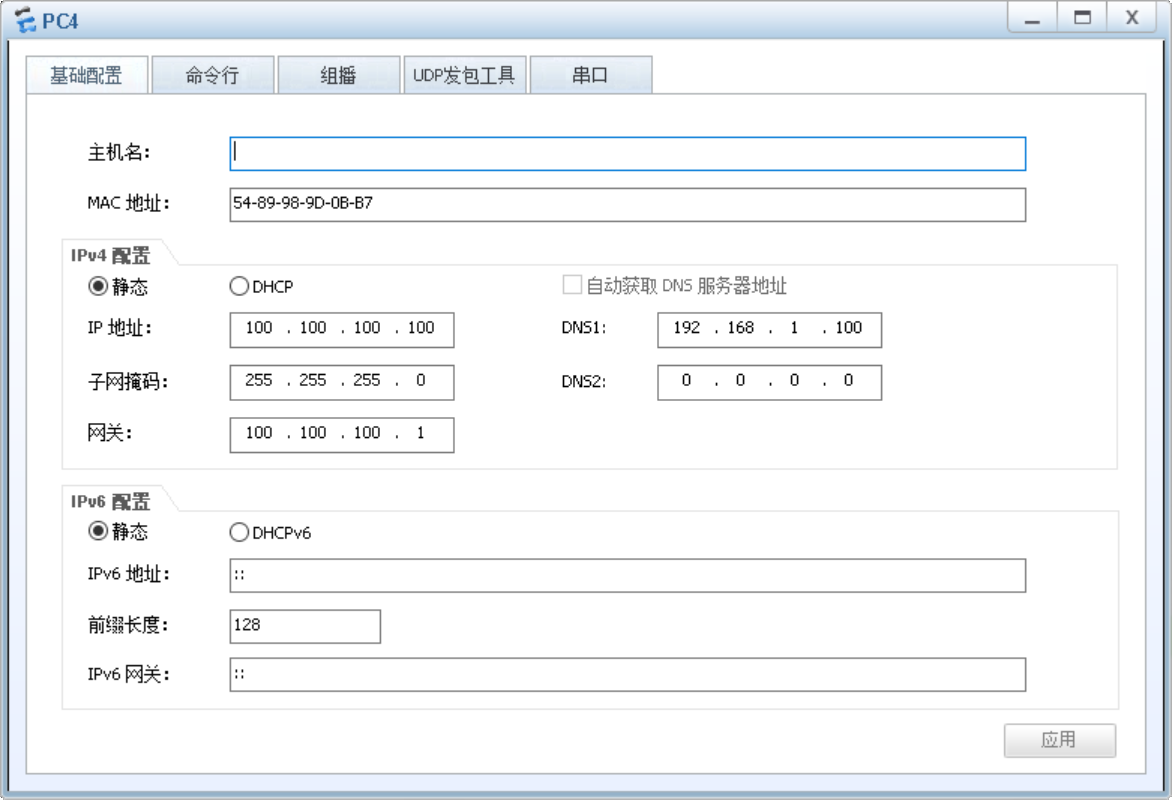 PC4
基础配置 命令行 组播 UDP发包工具 串口
主机名:
MAC 地址: 54-89-98-9D-0B-B7
IPv4 配置
静态 DHCP 自动获取 DNS 服务器地址
IP 地址: 100 . 100 . 100 . 100 DNS1: 192 . 168 . 1 . 100
子网掩码: 255 . 255 . 255 . 0 DNS2: 0 . 0 . 0 . 0
网关: 100 . 100 . 100 . 1
IPv6 配置
静态 DHCPv6
IPv6 地址: ::
前缀长度: 128
IPv6 网关: ::
应用